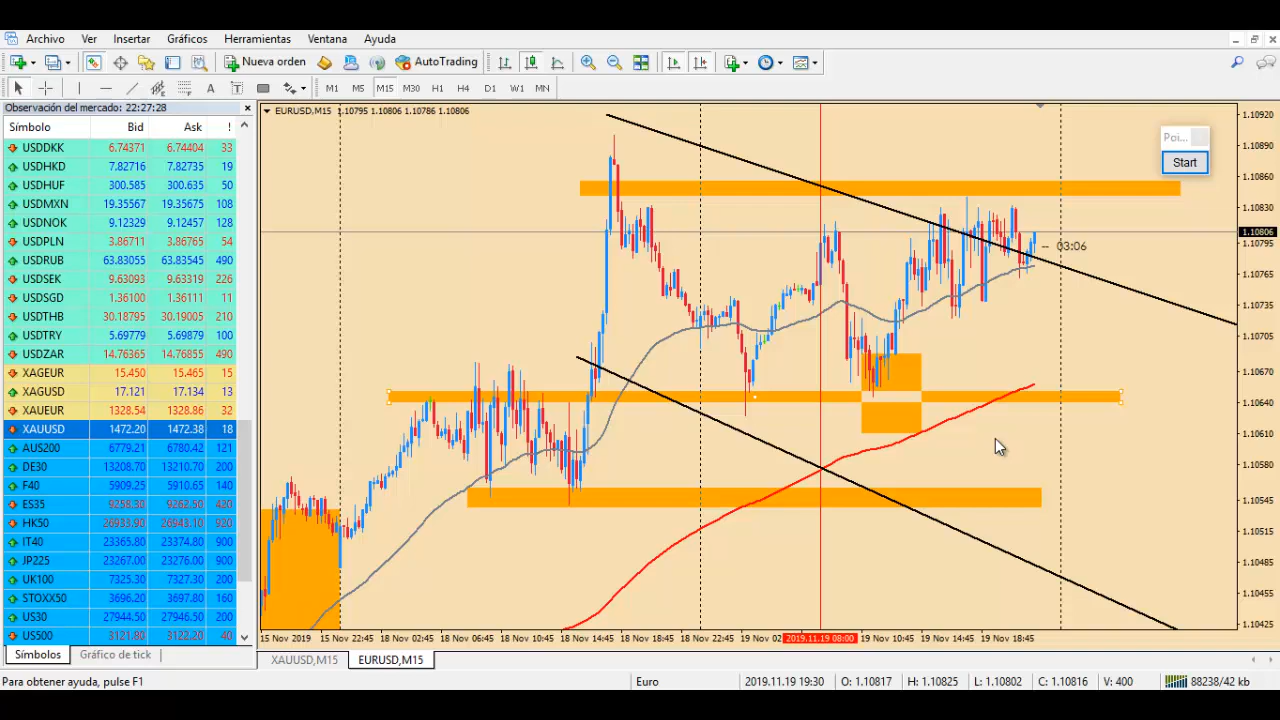 Archivo Ver Insertar Gráficos Herramientas Ventana Ayuda
Nueva orden AutoTrading
A T M1 M5 M15 M30 H1 H4 D1 W1 MN
Observación del mercado: 22:27:28
Símbolo Bid Ask !
USDDKK 6.74371 6.74404 33
USDHKD 7.82716 7.82735 19
USDHUF 300.585 300.635 50
USDMXN 19.35567 19.35675 108
USDNOK 9.12329 9.12457 128
USDPLN 3.86711 3.86765 54
USDRUB 63.83055 63.83545 490
USDSEK 9.63093 9.63319 226
USDSGD 1.36100 1.36111 11
USDTHB 30.18795 30.19005 210
USDTRY 5.69779 5.69879 100
USDZAR 14.76365 14.76855 490
XAGEUR 15.450 15.465 15
XAGUSD 17.121 17.134 13
XAUEUR 1328.54 1328.86 32
XAUUSD 1472.20 1472.38 18
AUS200 6779.21 6780.42 121
DE30 13208.70 13210.70 200
F40 5909.25 5910.65 140
ES35 9258.30 9262.50 420
HK50 26933.90 26943.10 920
IT40 23365.80 23374.80 900
JP225 23267.00 23276.00 900
UK100 7325.30 7327.30 200
STOXX50 3696.20 3697.80 160
US30 27944.50 27946.50 200
US500 3121.80 3122.20 40
Símbolos Gráfico de tick
EURUSD,M15 1.10795 1.10806 1.10786 1.10806
Poi...
Start
03:06
1.10920
1.10890
1.10860
1.10830
1.10806
1.10795
1.10765
1.10735
1.10705
1.10670
1.10640
1.10610
1.10580
1.10545
1.10515
1.10485
1.10455
1.10425
15 Nov 2019 15 Nov 22:45 18 Nov 02:45 18 Nov 06:45 18 Nov 10:45 18 Nov 14:45 18 Nov 18:45 18 Nov 22:45 19 Nov 02: 2019.11.19 08:00 19 Nov 10:45 19 Nov 14:45 19 Nov 18:45
XAUUSD,M15 EURUSD,M15
Para obtener ayuda, pulse F1 Euro 2019.11.19 19:30 O: 1.10817 H: 1.10825 L: 1.10802 C: 1.10816 V: 400 88238/42 kb